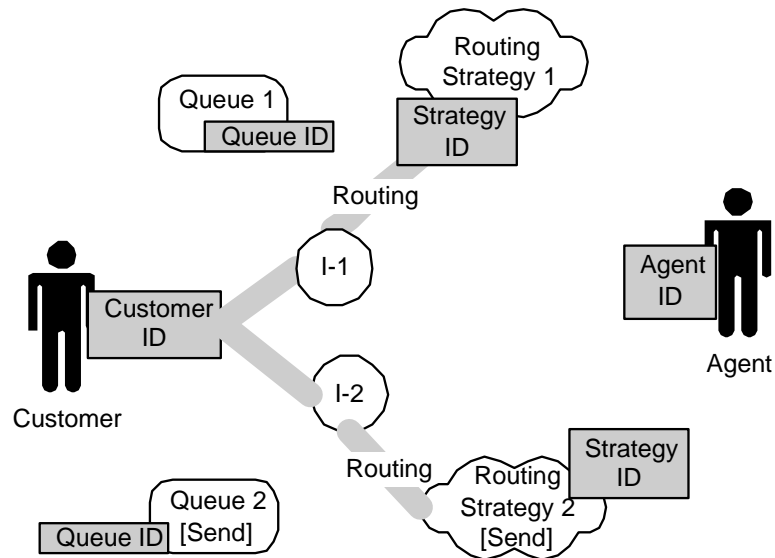 Routing
Strategy 1
Queue 1
Queue ID
Strategy
ID
Routing
I-1
Agent
ID
Customer
ID
Agent
I-2
Customer
Strategy
ID
Routing
Routing
Strategy 2
[Send]
Queue 2
[Send]
Queue ID